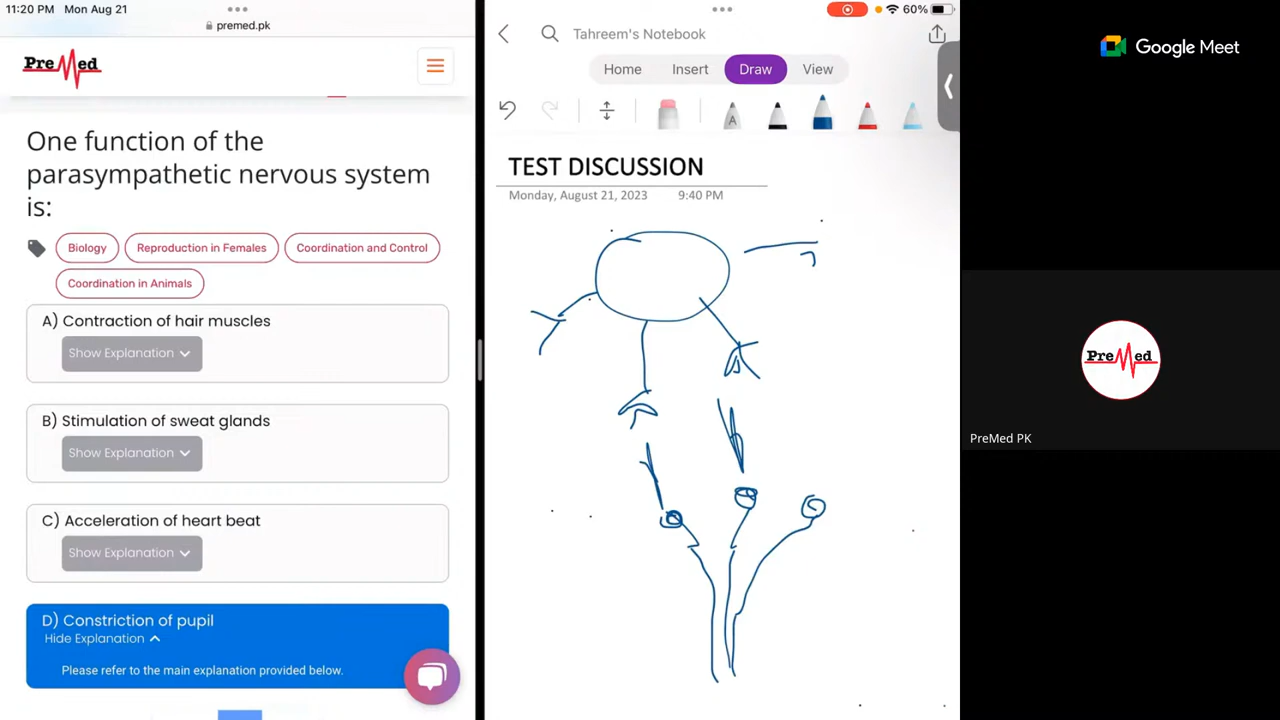 11:20 PM Mon Aug 21
premed.pk
PreMed
One function of the
parasympathetic nervous system
is:
Biology
Reproduction in Females
Coordination and Control
Coordination in Animals
A) Contraction of hair muscles
Show Explanation
B) Stimulation of sweat glands
Show Explanation
C) Acceleration of heart beat
Show Explanation
D) Constriction of pupil
Hide Explanation
Please refer to the main explanation provided below.
60%
Tahreem's Notebook
Home
Insert
Draw
View
A
TEST DISCUSSION
Monday, August 21, 2023 9:40 PM
Google Meet
PreMed
PreMed PK